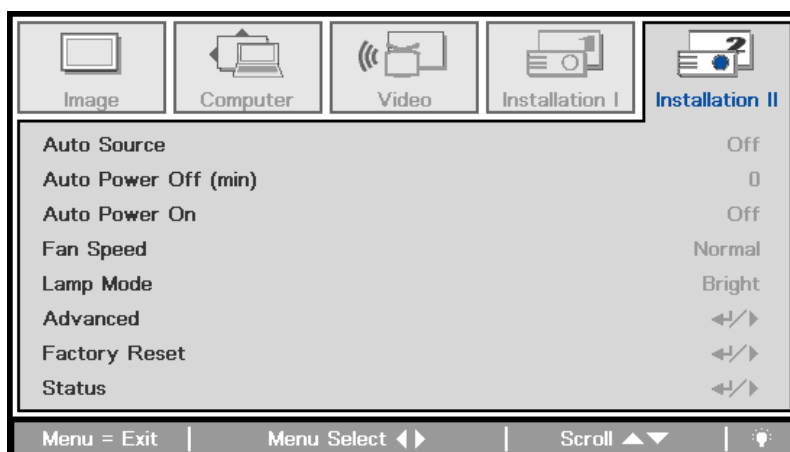 Image Computer Video Installation I Installation II
Auto Source Off
Auto Power Off (min) 0
Auto Power On Off
Fan Speed Normal
Lamp Mode Bright
Advanced ↵/▶
Factory Reset ↵/▶
Status ↵/▶
Menu = Exit Menu Select ◀▶ Scroll ▲▼